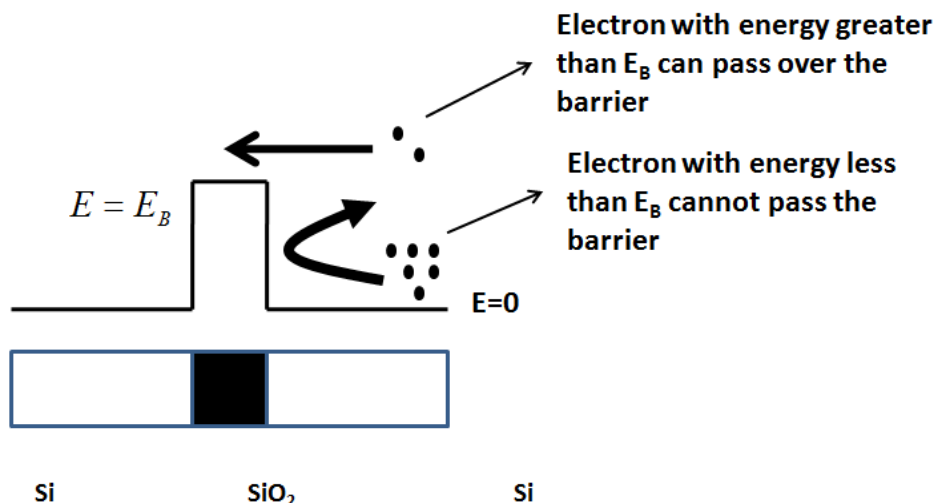 Electron with energy greater
than E_B can pass over the
barrier
Electron with energy less
than E_B cannot pass the
barrier
E = E_B
E=0
Si
SiO₂
Si